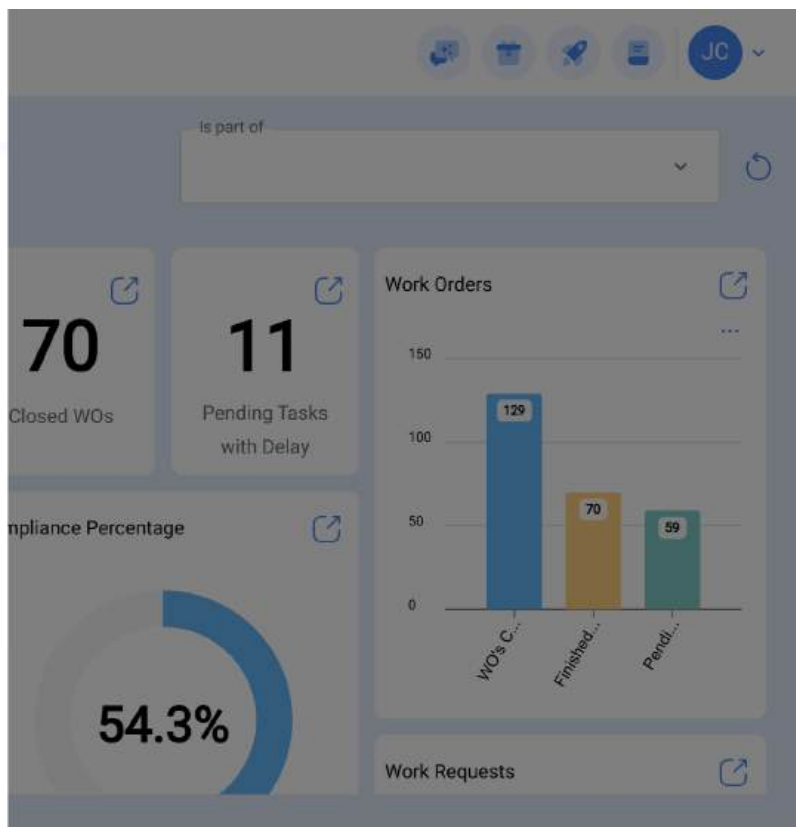 JC
Is part of
70
Closed WOs
11
Pending Tasks
with Delay
Work Orders
...
150
100
50
0
129
70
59
WO's C...
Finished...
Pendi...
mpliance Percentage
54.3%
Work Requests